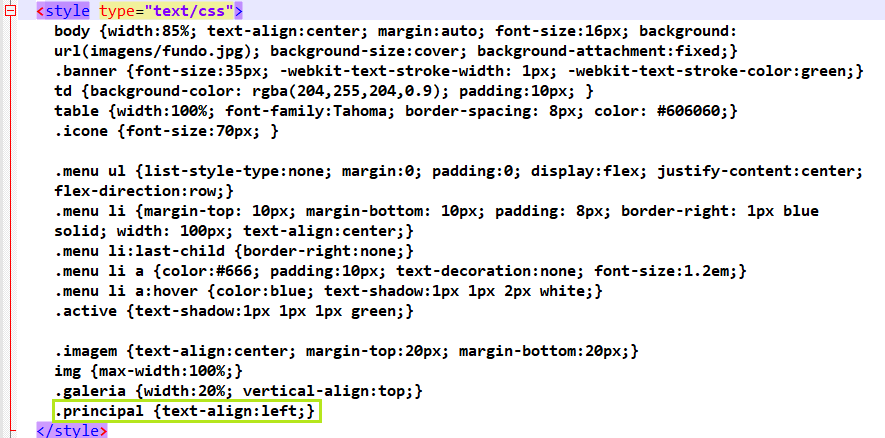 <style type="text/css">
body {width:85%; text-align:center; margin:auto; font-size:16px; background:
url(imagens/fundo.jpg); background-size:cover; background-attachment:fixed;}
.banner {font-size:35px; -webkit-text-stroke-width: 1px; -webkit-text-stroke-color:green;}
td {background-color: rgba(204,255,204,0.9); padding:10px; }
table {width:100%; font-family:Tahoma; border-spacing: 8px; color: #606060;}
.icone {font-size:70px; }
.menu ul {list-style-type:none; margin:0; padding:0; display:flex; justify-content:center;
flex-direction:row;}
.menu li {margin-top: 10px; margin-bottom: 10px; padding: 8px; border-right: 1px blue
solid; width: 100px; text-align:center;}
.menu li:last-child {border-right:none;}
.menu li a {color:#666; padding:10px; text-decoration:none; font-size:1.2em;}
.menu li a:hover {color:blue; text-shadow:1px 1px 2px white;}
.active {text-shadow:1px 1px 1px green;}
.imagem {text-align:center; margin-top:20px; margin-bottom:20px;}
img {max-width:100%;}
.galeria {width:20%; vertical-align:top;}
.principal {text-align:left;}
</style>